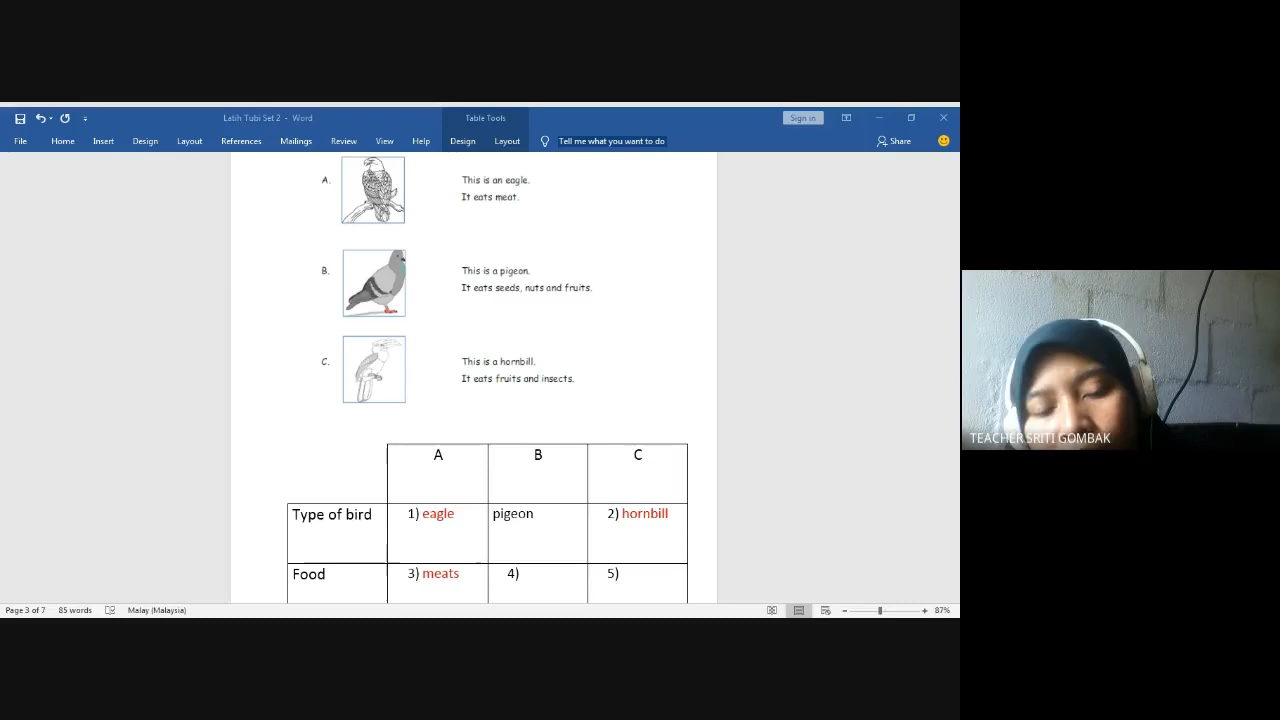 Latih Tubi Set 2 - Word
Table Tools
Sign in
File Home Insert Design Layout References Mailings Review View Help Design Layout Tell me what you want to do Share
A.
This is an eagle.
It eats meat.
B.
This is a pigeon.
It eats seeds, nuts and fruits.
C.
This is a hornbill.
It eats fruits and insects.
A B C
Type of bird 1) eagle pigeon 2) hornbill
Food 3) meats 4) 5)
TEACHER SRITI GOMBAK
Page 3 of 7 85 words Malay (Malaysia) 87%